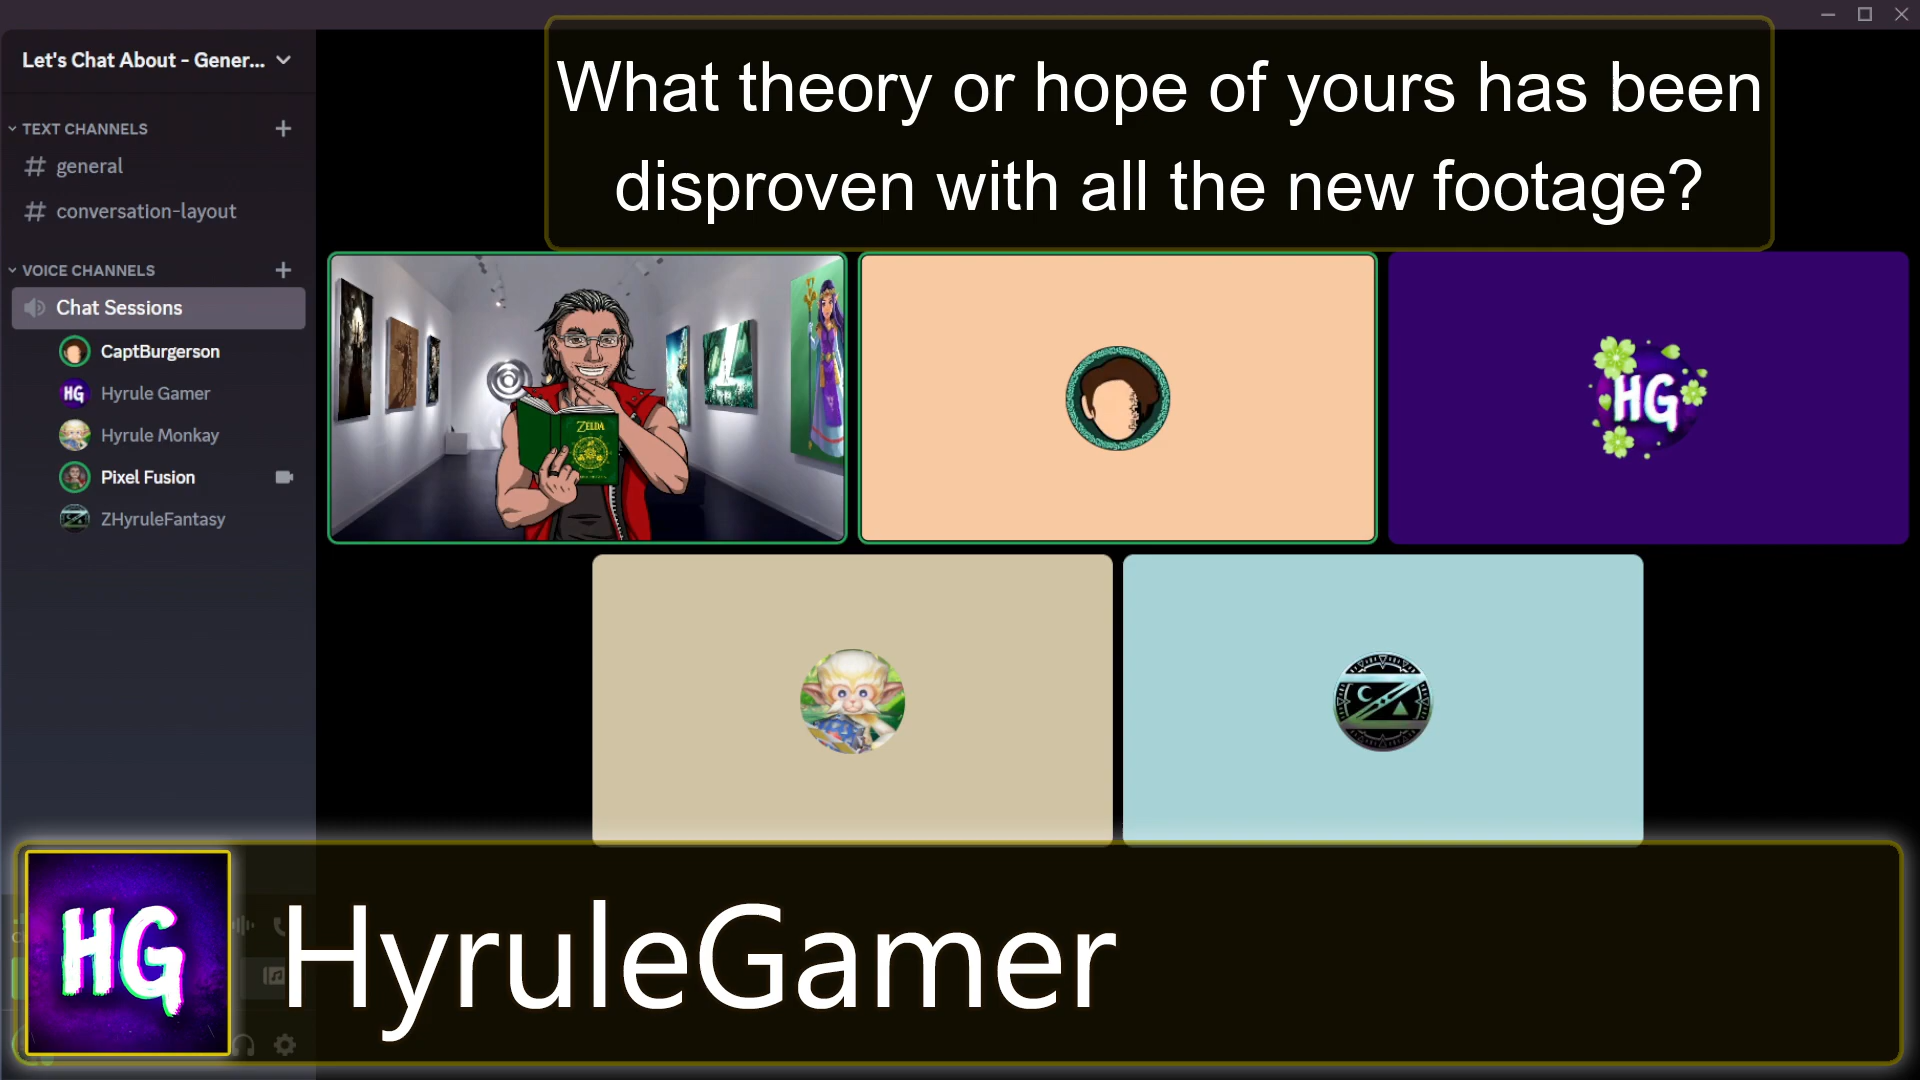 What theory or hope of yours has been
disproven with all the new footage?
Let's Chat About - Gener...
TEXT CHANNELS
general
conversation-layout
VOICE CHANNELS
Chat Sessions
CaptBurgerson
HG
Hyrule Gamer
Hyrule Monkay
Pixel Fusion
ZHyruleFantasy
ZELDA
HG
HG
HyruleGamer